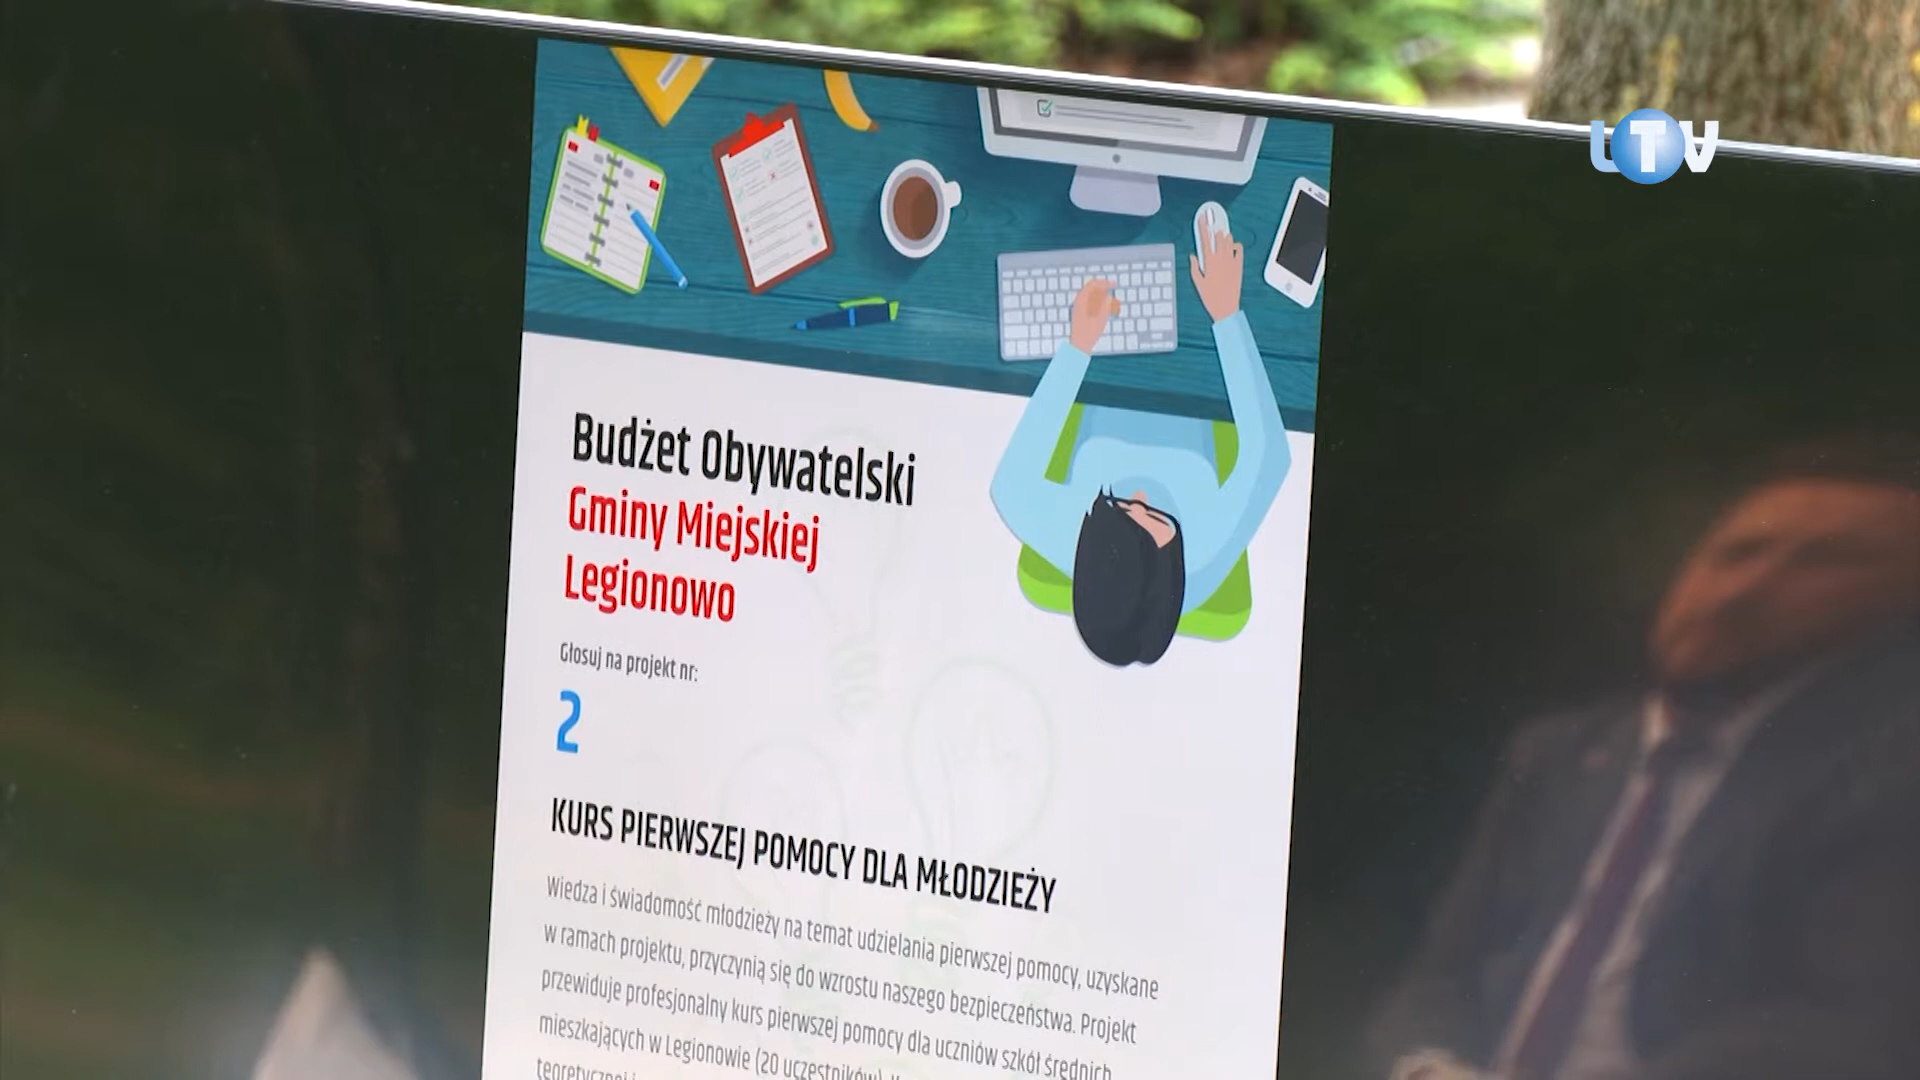 LTV
Budżet Obywatelski
Gminy Miejskiej
Legionowo
Głosuj na projekt nr:
2
KURS PIERWSZEJ POMOCY DLA MŁODZIEŻY
Wiedza i świadomość młodzieży na temat udzielania pierwszej pomocy, uzyskane
w ramach projektu, przyczynią się do wzrostu naszego bezpieczeństwa. Projekt
przewiduje profesjonalny kurs pierwszej pomocy dla uczniów szkół średnich
mieszkających w Legionowie (20 uczestników).
teoretycznej i